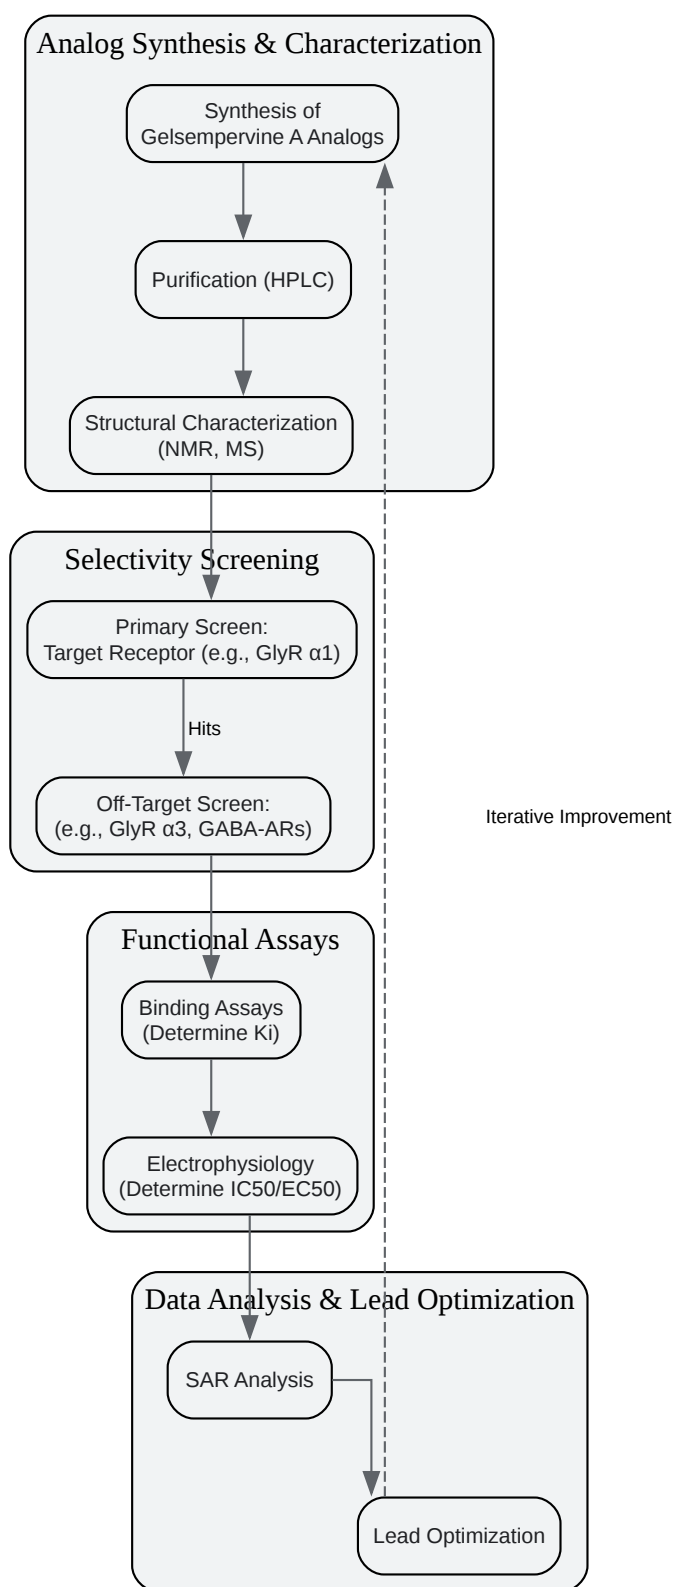 Analog Synthesis & Characterization
Synthesis of
Gelsempervine A Analogs
Purification (HPLC)
Structural Characterization
(NMR, MS)
Selectivity Screening
Primary Screen:
Target Receptor (e.g., GlyR α1)
Hits
Off-Target Screen:
(e.g., GlyR α3, GABA-ARs)
Iterative Improvement
Functional Assays
Binding Assays
(Determine Ki)
Electrophysiology
(Determine IC50/EC50)
Data Analysis & Lead Optimization
SAR Analysis
Lead Optimization